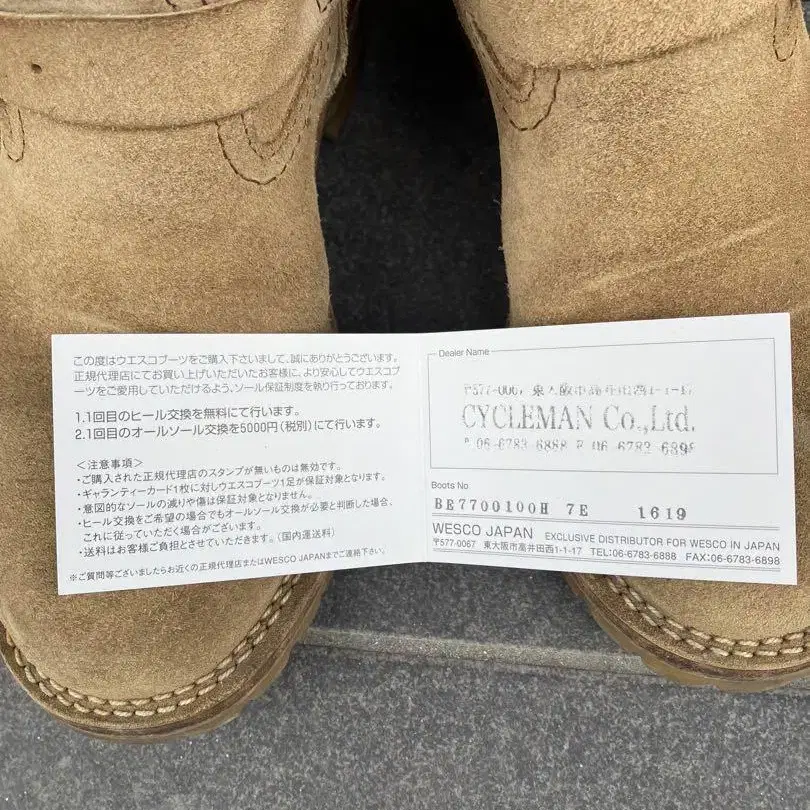 この度はウエスコブーツをご購入下さいまして、誠にありがとうございます。
正規代理店にてお買い上げいただいたお客様に、より安心してウエスコブ
ーツをご愛用していただけるよう、ソール保証制度を執り行っております。
1.1回目のヒール交換を無料にて行います。
2.1回目のオールソール交換を5000円(税別)にて行います。
<注意事項>
・ご購入された正規代理店のスタンプが無いものは無効です。
・ギャランティーカード1枚に対しウエスコブーツ1足が保証対象となります。
・意図的なソールの減りや傷は保証対象となりません。
・ヒール交換をご希望の場合でもオールソール交換が必要と判断した場合、
これに従っていただく場合がございます。
・送料はお客様ご負担とさせていただきます。(国内運送料)
※ご質問等ございましたらお近くの正規代理店またはWESCO JAPANまでご連絡下さい。
Dealer Name
〒577-0067 東大阪市高井田西1-1-17
CYCLEMAN Co.,Ltd.
06-6783-6888 F 06-6783-6898
Boots No
BE7700100H 7E 1619
WESCO JAPAN EXCLUSIVE DISTRIBUTOR FOR WESCO IN JAPAN
〒577-0067 東大阪市高井田西1-1-17 TEL:06-6783-6888 FAX:06-6783-6898